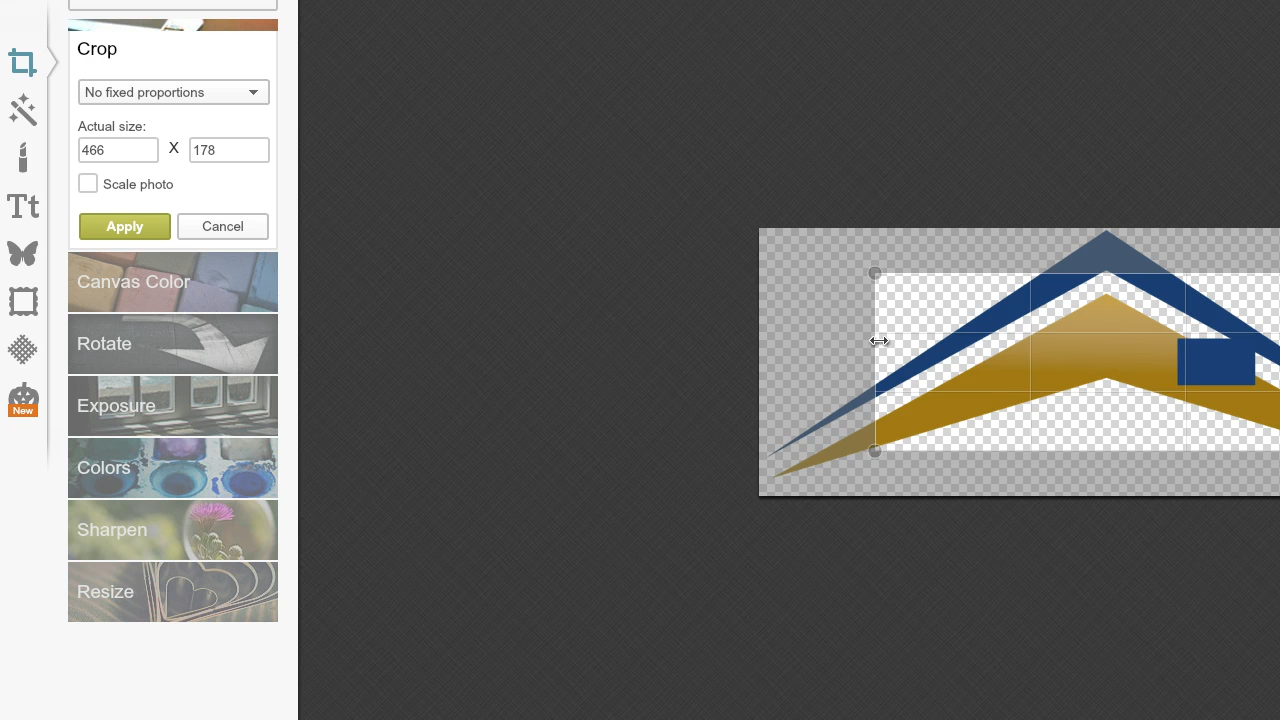 Crop
No fixed proportions
Actual size:
466 X 178
Scale photo
Apply Cancel
Canvas Color
Rotate
Exposure
Colors
Sharpen
Resize
Tt
New